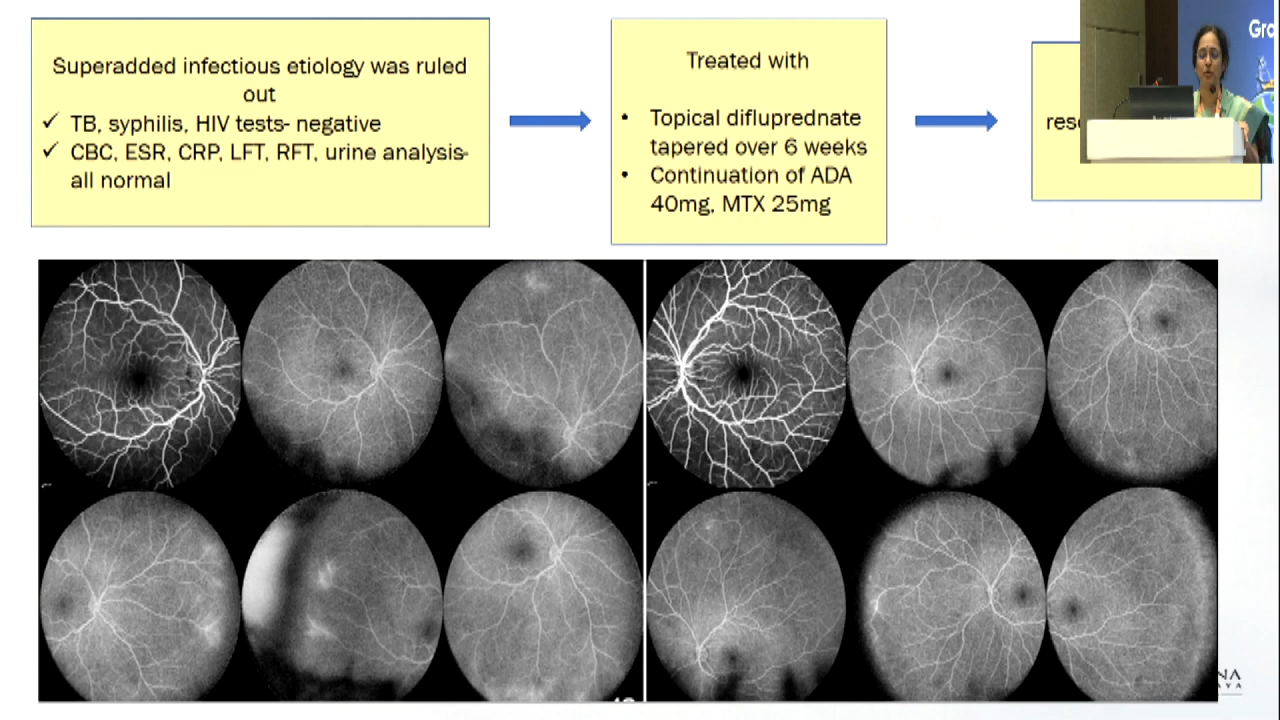 Superadded infectious etiology was ruled
out
✓ TB, syphilis, HIV tests- negative
✓ CBC, ESR, CRP, LFT, RFT, urine analysis-
all normal
Treated with
• Topical difluprednate
tapered over 6 weeks
• Continuation of ADA
40mg, MTX 25mg